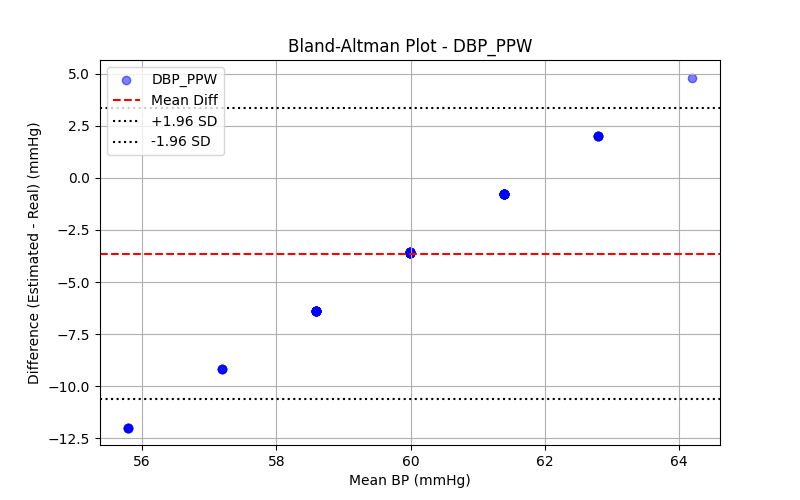 Bland-Altman Plot - DBP_PPW
DBP_PPW
Mean Diff
+1.96 SD
-1.96 SD
Difference (Estimated - Real) (mmHg)
5.0
2.5
0.0
−2.5
−5.0
−7.5
−10.0
−12.5
56 58 60 62 64
Mean BP (mmHg)